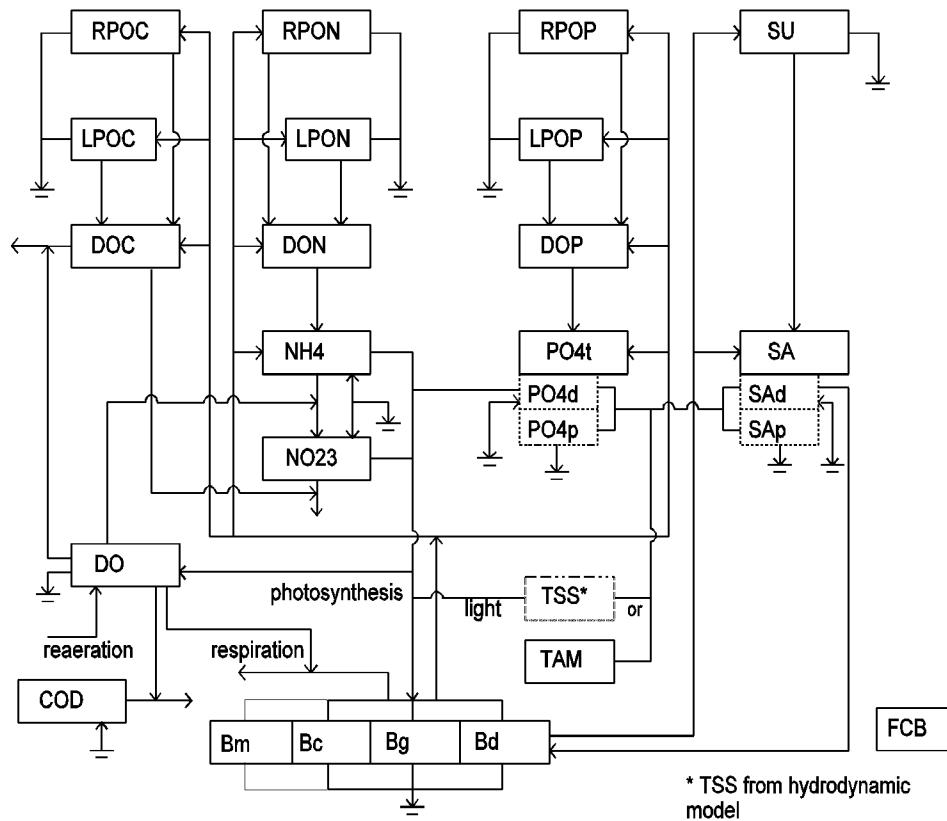 RPOC
RPON
RPOP
SU
LPOC
LPON
LPOP
DOC
DON
DOP
NH4
PO4t
SA
PO4d
SAd
PO4p
SAp
NO23
DO
photosynthesis
light
TSS*
or
reaeration
respiration
TAM
COD
Bm
Bc
Bg
Bd
FCB
* TSS from hydrodynamic
model